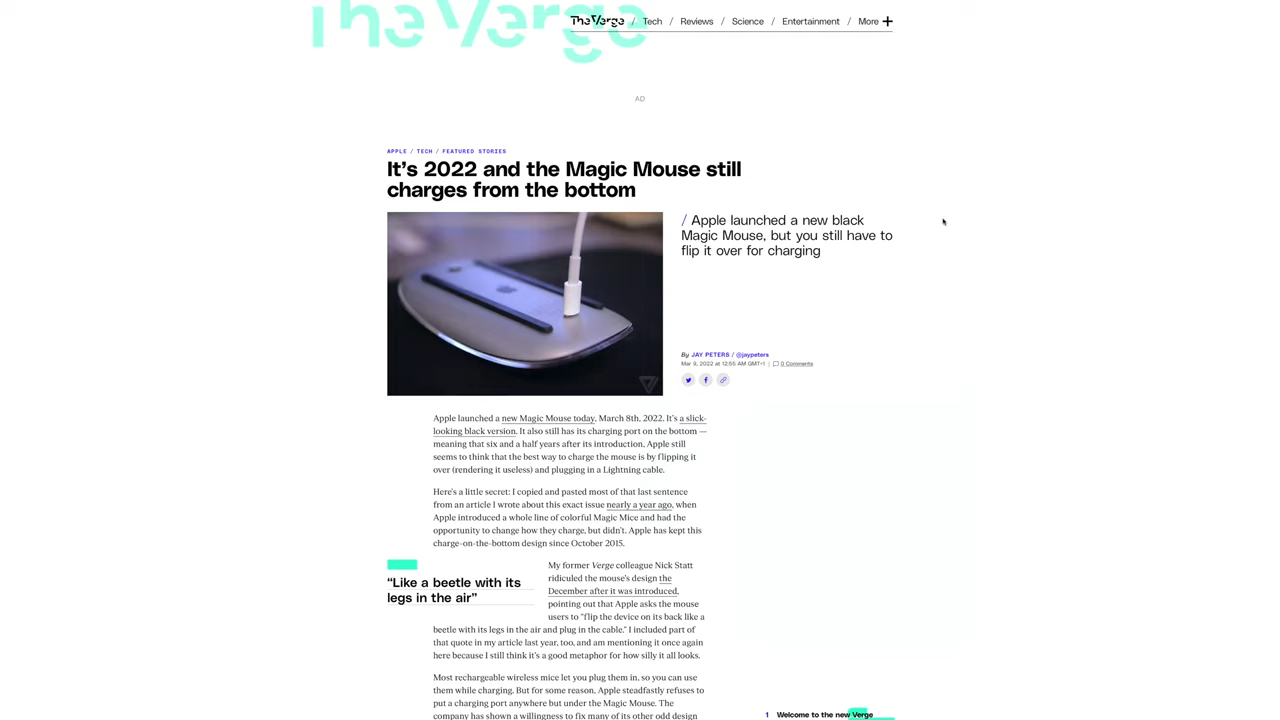 The Verge
The Verge / Tech / Reviews / Science / Entertainment / More
AD
APPLE / TECH / FEATURED STORIES
It’s 2022 and the Magic Mouse still
charges from the bottom
/ Apple launched a new black
Magic Mouse, but you still have to
flip it over for charging
By JAY PETERS / @jaypeters
Mar 9, 2022 at 12:55 AM GMT+1 | 0 Comments
Apple launched a new Magic Mouse today, March 8th, 2022. It’s a slick-
looking black version. It also still has its charging port on the bottom —
meaning that six and a half years after its introduction, Apple still
seems to think that the best way to charge the mouse is by flipping it
over (rendering it useless) and plugging in a Lightning cable.
Here’s a little secret: I copied and pasted most of that last sentence
from an article I wrote about this exact issue nearly a year ago, when
Apple introduced a whole line of colorful Magic Mice and had the
opportunity to change how they charge, but didn’t. Apple has kept this
charge-on-the-bottom design since October 2015.
“Like a beetle with its
legs in the air”
My former Verge colleague Nick Statt
ridiculed the mouse’s design the
December after it was introduced,
pointing out that Apple asks the mouse
users to “flip the device on its back like a
beetle with its legs in the air and plug in the cable.” I included part of
that quote in my article last year, too, and am mentioning it once again
here because I still think it’s a good metaphor for how silly it all looks.
Most rechargeable wireless mice let you plug them in, so you can use
them while charging. But for some reason, Apple steadfastly refuses to
put a charging port anywhere but under the Magic Mouse. The
company has shown a willingness to fix many of its other odd design
1 Welcome to the new Verge